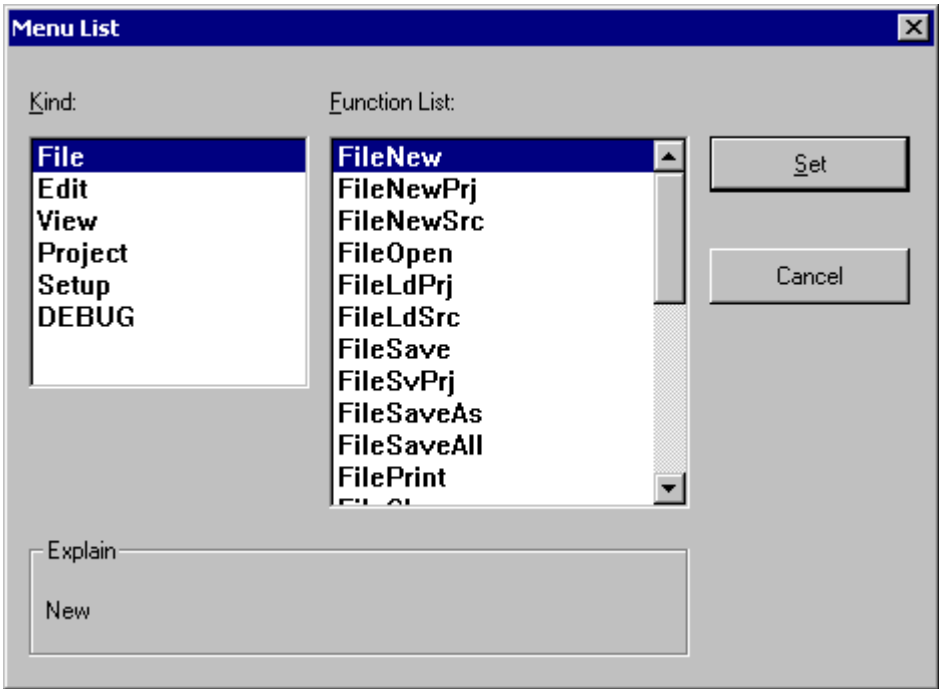 Menu List
Kind:
File
Edit
View
Project
Setup
DEBUG
Function List:
FileNew
FileNewPrj
FileNewSrc
FileOpen
FileLdPrj
FileLdSrc
FileSave
FileSvPrj
FileSaveAs
FileSaveAll
FilePrint
Set
Cancel
Explain
New